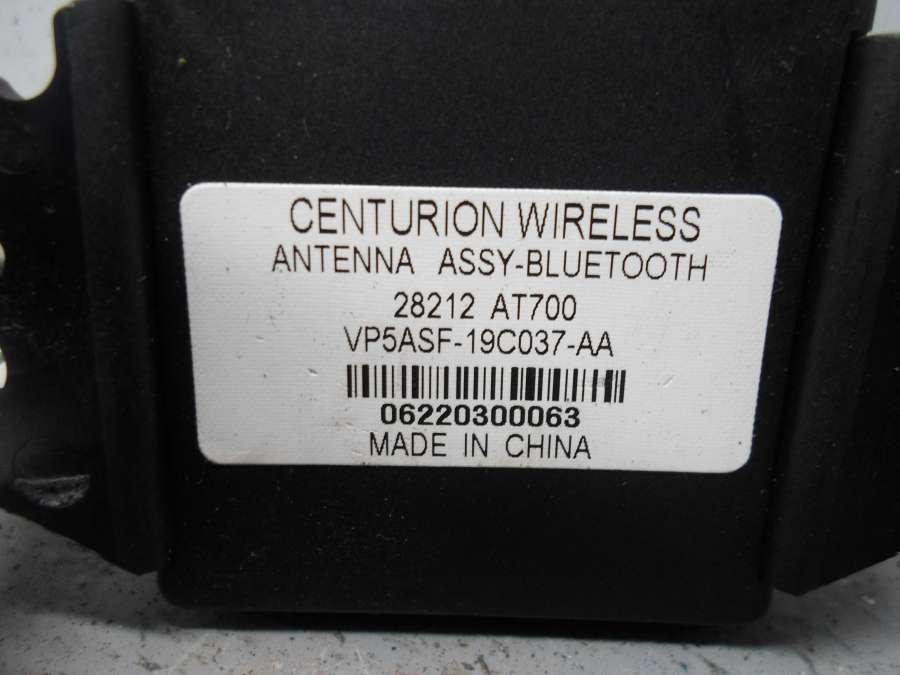 CENTURION WIRELESS
ANTENNA ASSY-BLUETOOTH
28212 AT700
VP5ASF-19C037-AA
06220300063
MADE IN CHINA